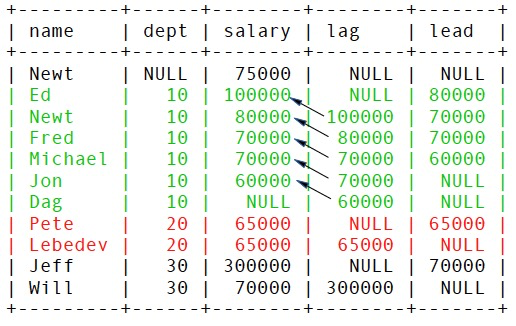 +---------+------+--------+--------+-------+
| name    | dept | salary | lag    | lead  |
+---------+------+--------+--------+-------+
| Newt    | NULL |  75000 |   NULL |  NULL |
| Ed      |   10 | 100000 |   NULL | 80000 |
| Newt    |   10 |  80000 | 100000 | 70000 |
| Fred    |   10 |  70000 |  80000 | 70000 |
| Michael |   10 |  70000 |  70000 | 60000 |
| Jon     |   10 |  60000 |  70000 |  NULL |
| Dag     |   10 |   NULL |  60000 |  NULL |
| Pete    |   20 |  65000 |   NULL | 65000 |
| Lebedev |   20 |  65000 |  65000 |  NULL |
| Jeff    |   30 | 300000 |   NULL | 70000 |
| Will    |   30 |  70000 | 300000 |  NULL |
+---------+------+--------+--------+-------+